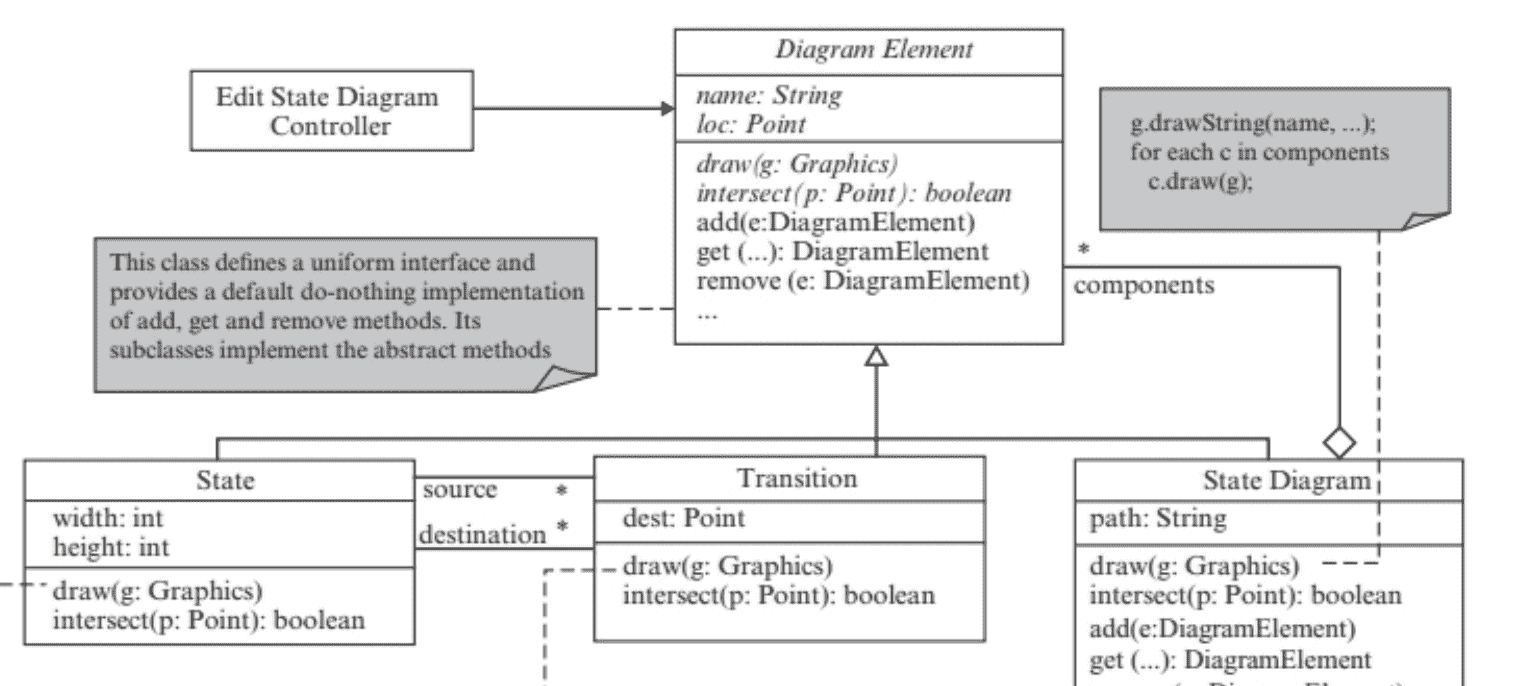 Diagram Element
name: String
loc: Point
draw(g: Graphics)
intersect(p: Point): boolean
add(e:DiagramElement)
get (...): DiagramElement
remove (e: DiagramElement)
...
Edit State Diagram
Controller
g.drawString(name, ...);
for each c in components
c.draw(g);
This class defines a uniform interface and
provides a default do-nothing implementation
of add, get and remove methods. Its
subclasses implement the abstract methods
*
components
State
width: int
height: int
draw(g: Graphics)
intersect(p: Point): boolean
source *
destination *
Transition
dest: Point
draw(g: Graphics)
intersect(p: Point): boolean
State Diagram
path: String
draw(g: Graphics)
intersect(p: Point): boolean
add(e:DiagramElement)
get (...): DiagramElement